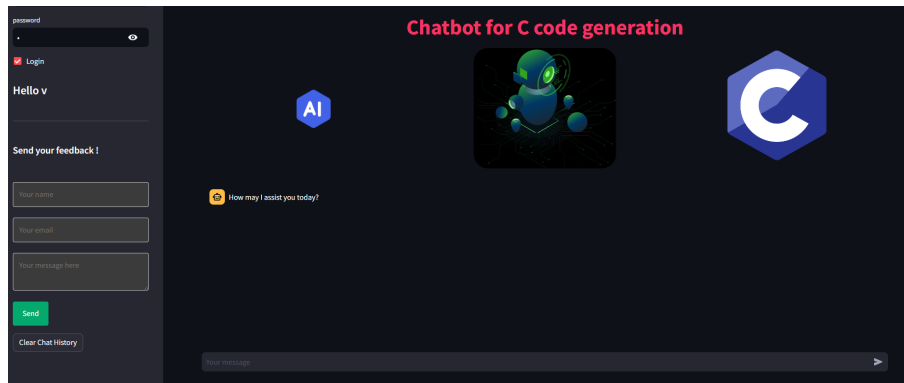 password
Login
Hello v
Send your feedback !
Your name
Your email
Your message here
Send
Clear Chat History
Chatbot for C code generation
AI
C
How may I assist you today?
Your message